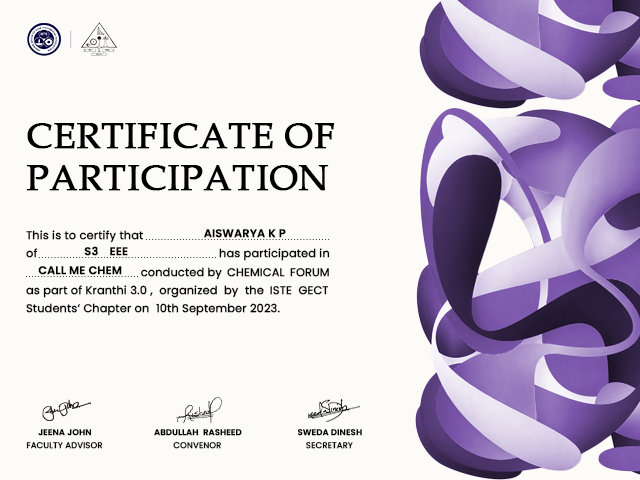 CERTIFICATE OF
PARTICIPATION
This is to certify that AISWARYA K P
of S3 EEE has participated in
CALL ME CHEM conducted by CHEMICAL FORUM
as part of Kranthi 3.0 , organized by the ISTE GECT
Students’ Chapter on 10th September 2023.
JEENA JOHN ABDULLAH RASHEED SWEDA DINESH
FACULTY ADVISOR CONVENOR SECRETARY